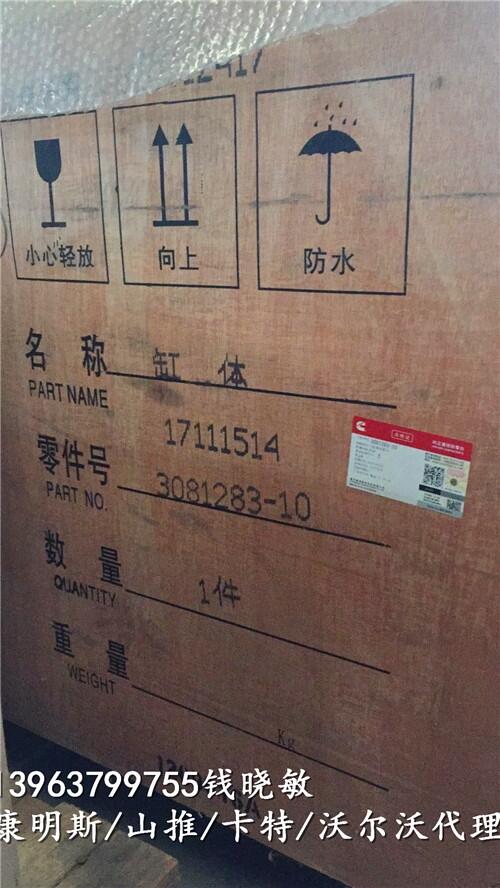 12417
小心轻放
向上
防水
名 称 缸 体
PART NAME
17111514
零件号
PART NO. 3081283-10
数 量
QUANTITY 1件
重 量
WEIGHT
Kg
13963799755钱晓敏
康明斯/山推/卡特/沃尔沃代理